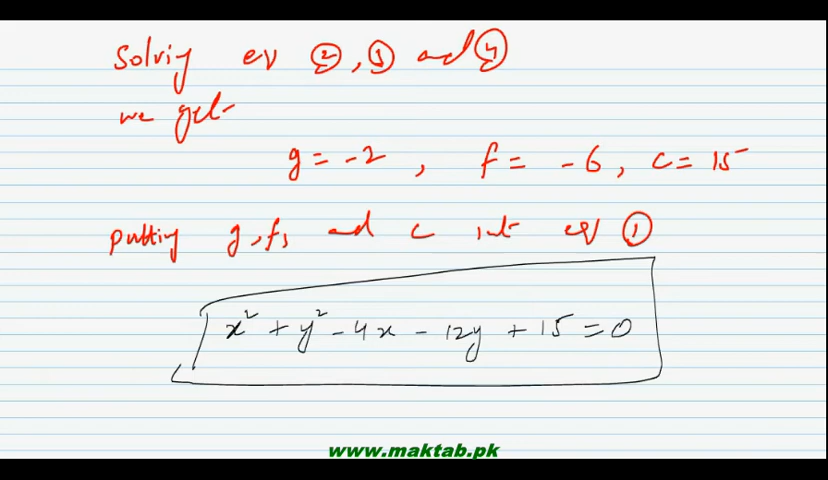 Solving eq ②, ③ and ④
we get
g = -2, f = -6, c = 15
putting g, f, and c int eq ①
x² + y² - 4x - 12y + 15 = 0
www.maktab.pk